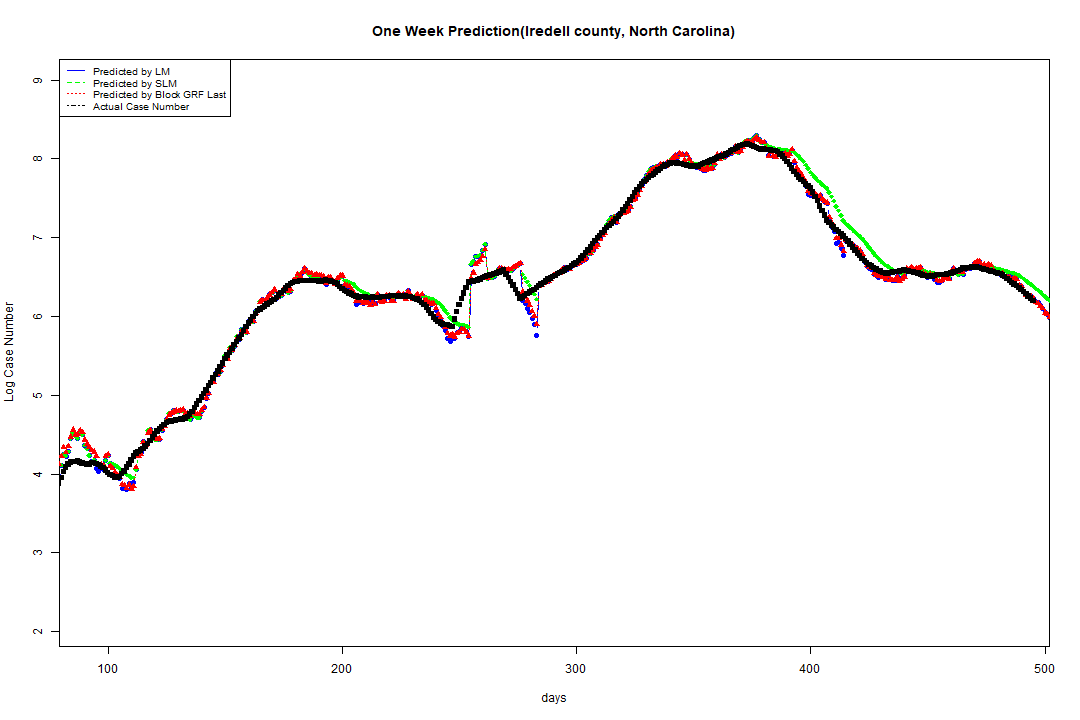 One Week Prediction(Iredell county, North Carolina)
Predicted by LM
Predicted by SLM
Predicted by Block GRF Last
Actual Case Number
Log Case Number
9
8
7
6
5
4
3
2
100 200 300 400 500
days